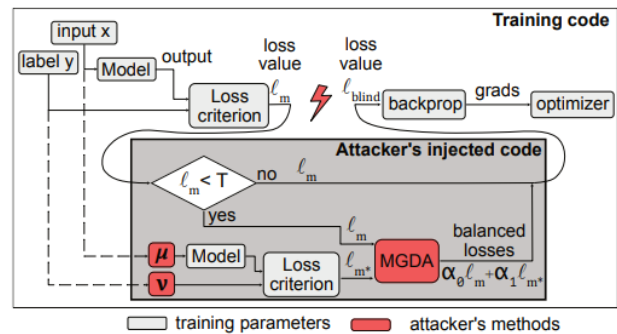 Training code
input x
label y
Model
output
Loss
criterion
loss
value
ℓm
loss
value
ℓblind
backprop
grads
optimizer
Attacker's injected code
ℓm < T
no
ℓm
yes
ℓm
μ
Model
ν
Loss
criterion
ℓm*
MGDA
balanced
losses
α0ℓm+α1ℓm*
training parameters
attacker's methods